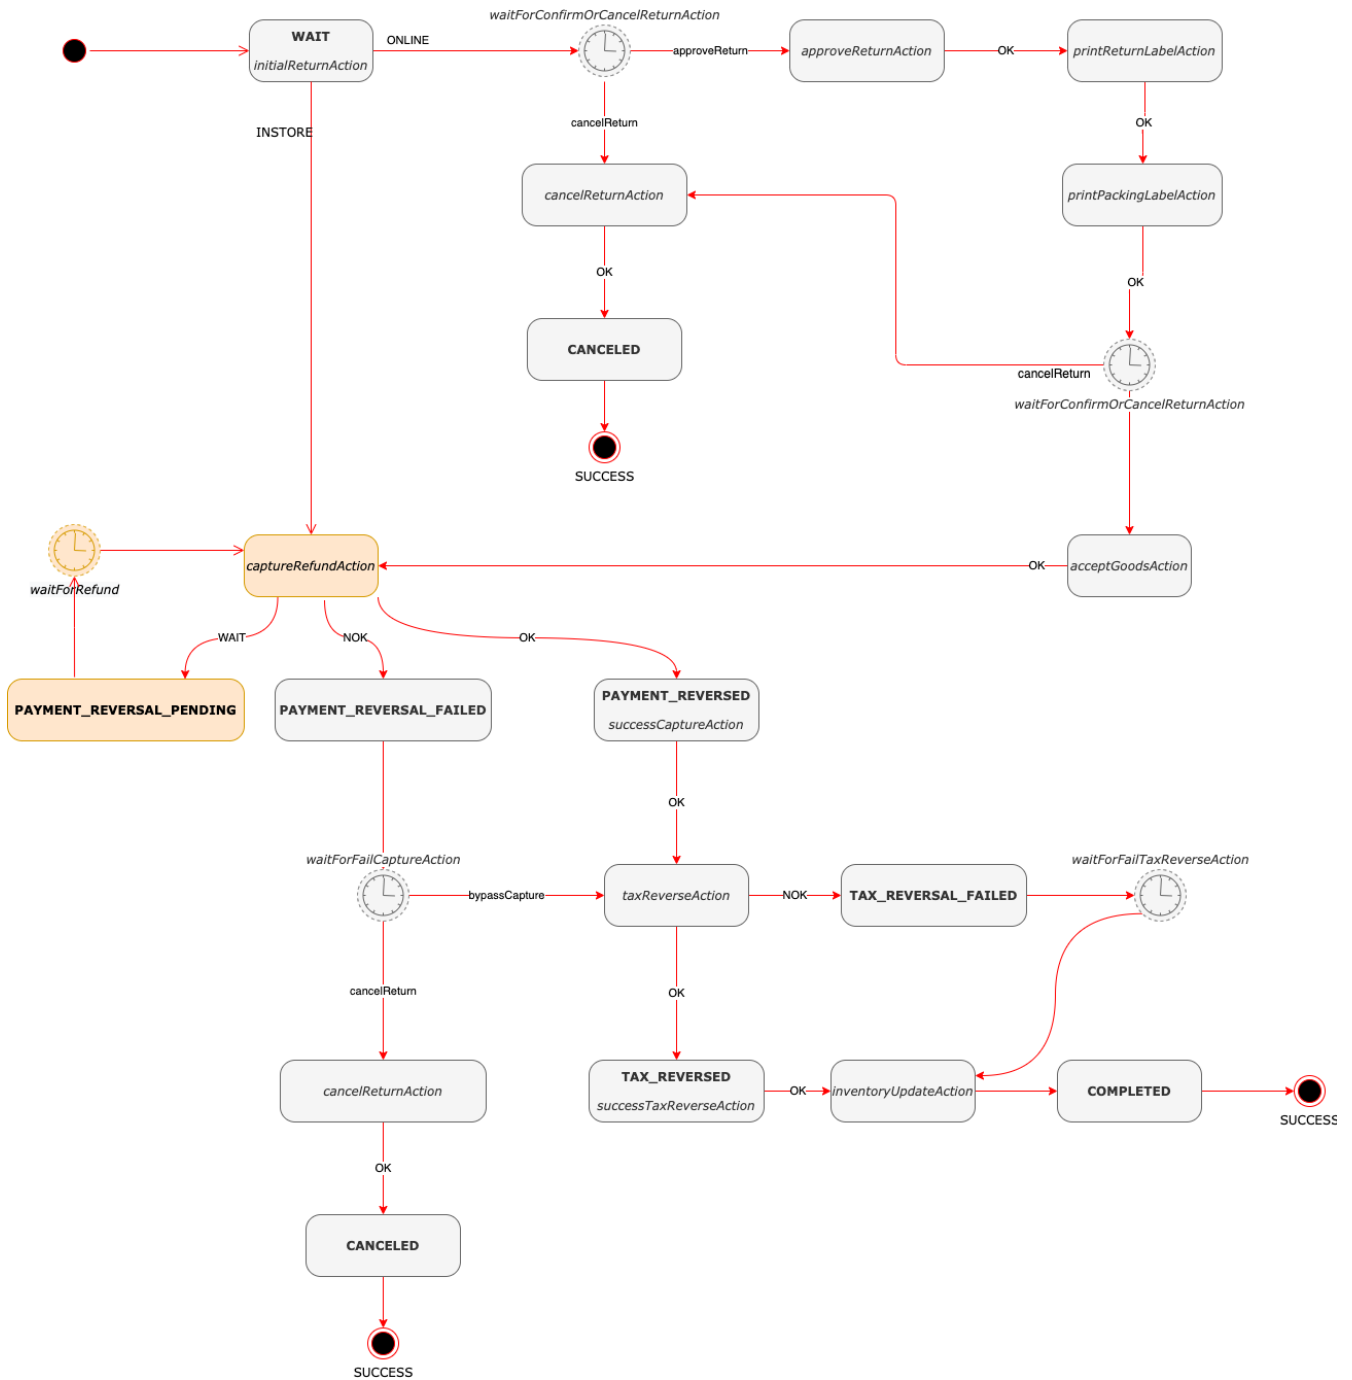 waitForConfirmOrCancelReturnAction
WAIT
initialReturnAction
ONLINE
approveReturn
approveReturnAction
OK
printReturnLabelAction
INSTORE
cancelReturn
OK
cancelReturnAction
printPackingLabelAction
OK
OK
CANCELED
cancelReturn
waitForConfirmOrCancelReturnAction
SUCCESS
waitForRefund
captureRefundAction
OK
acceptGoodsAction
WAIT
NOK
OK
PAYMENT_REVERSAL_PENDING
PAYMENT_REVERSAL_FAILED
PAYMENT_REVERSED
successCaptureAction
OK
waitForFailCaptureAction
waitForFailTaxReverseAction
bypassCapture
taxReverseAction
NOK
TAX_REVERSAL_FAILED
cancelReturn
OK
cancelReturnAction
TAX_REVERSED
successTaxReverseAction
OK
inventoryUpdateAction
COMPLETED
SUCCESS
OK
CANCELED
SUCCESS